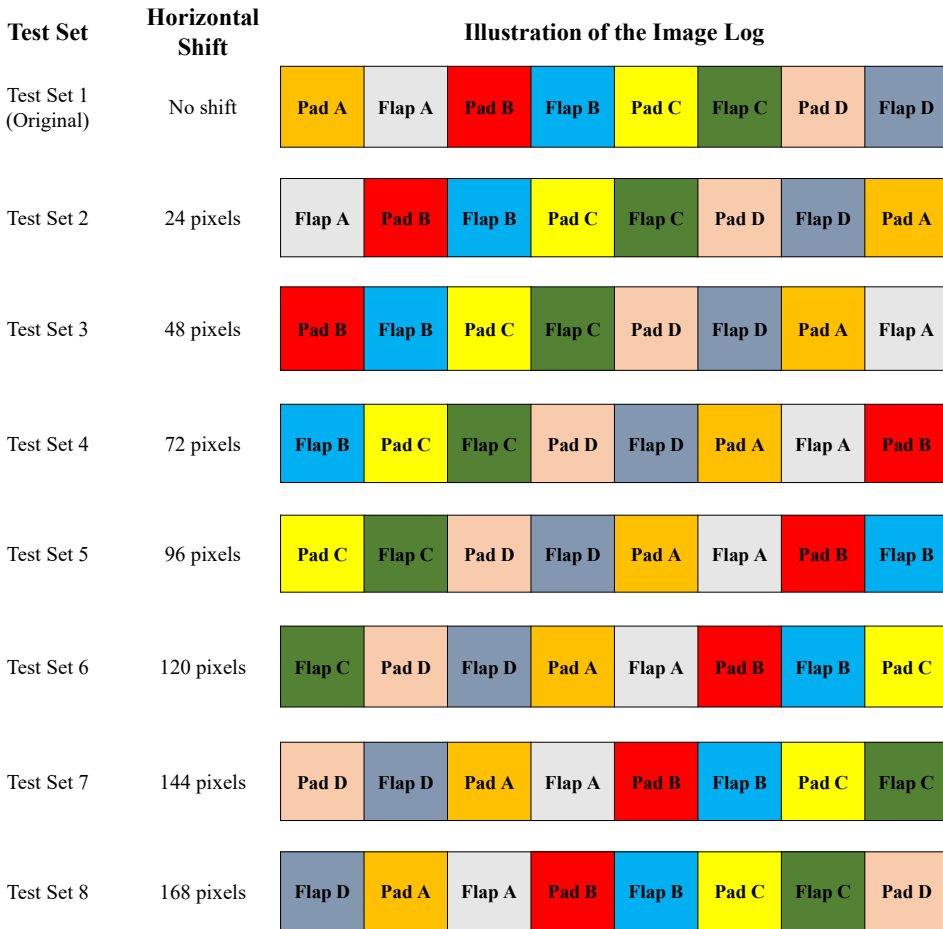 Test Set Horizontal Shift Illustration of the Image Log
Test Set 1 (Original) No shift Pad A Flap A Pad B Flap B Pad C Flap C Pad D Flap D
Test Set 2 24 pixels Flap A Pad B Flap B Pad C Flap C Pad D Flap D Pad A
Test Set 3 48 pixels Pad B Flap B Pad C Flap C Pad D Flap D Pad A Flap A
Test Set 4 72 pixels Flap B Pad C Flap C Pad D Flap D Pad A Flap A Pad B
Test Set 5 96 pixels Pad C Flap C Pad D Flap D Pad A Flap A Pad B Flap B
Test Set 6 120 pixels Flap C Pad D Flap D Pad A Flap A Pad B Flap B Pad C
Test Set 7 144 pixels Pad D Flap D Pad A Flap A Pad B Flap B Pad C Flap C
Test Set 8 168 pixels Flap D Pad A Flap A Pad B Flap B Pad C Flap C Pad D